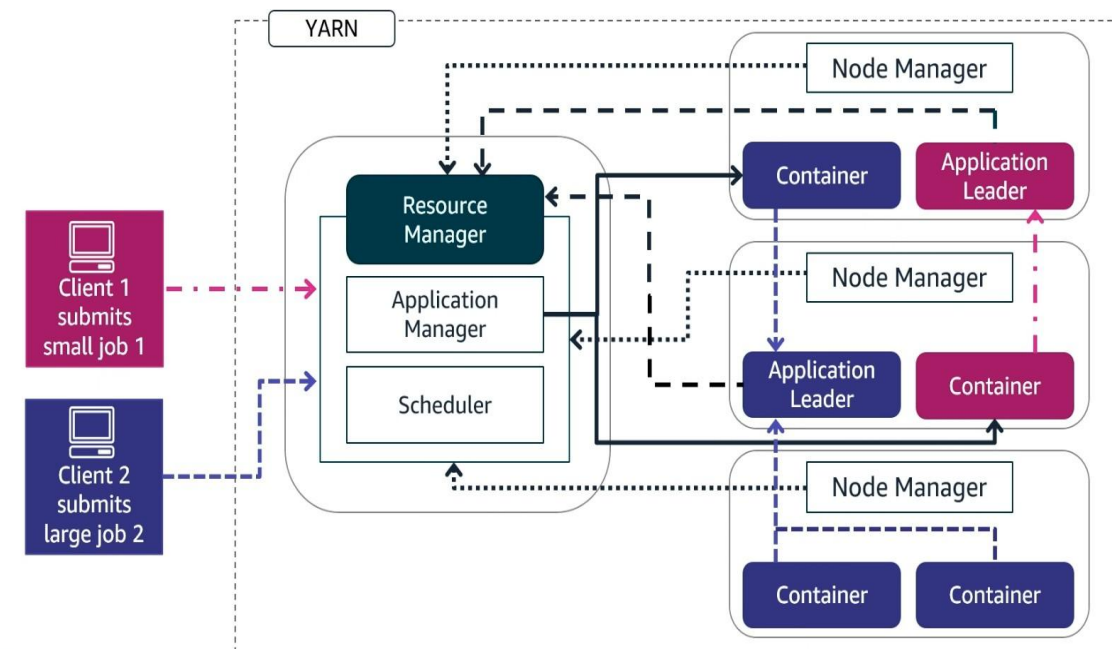 YARN
Client 1
submits
small job 1
Client 2
submits
large job 2
Resource
Manager
Application
Manager
Scheduler
Node Manager
Container
Application
Leader
Node Manager
Application
Leader
Container
Node Manager
Container
Container